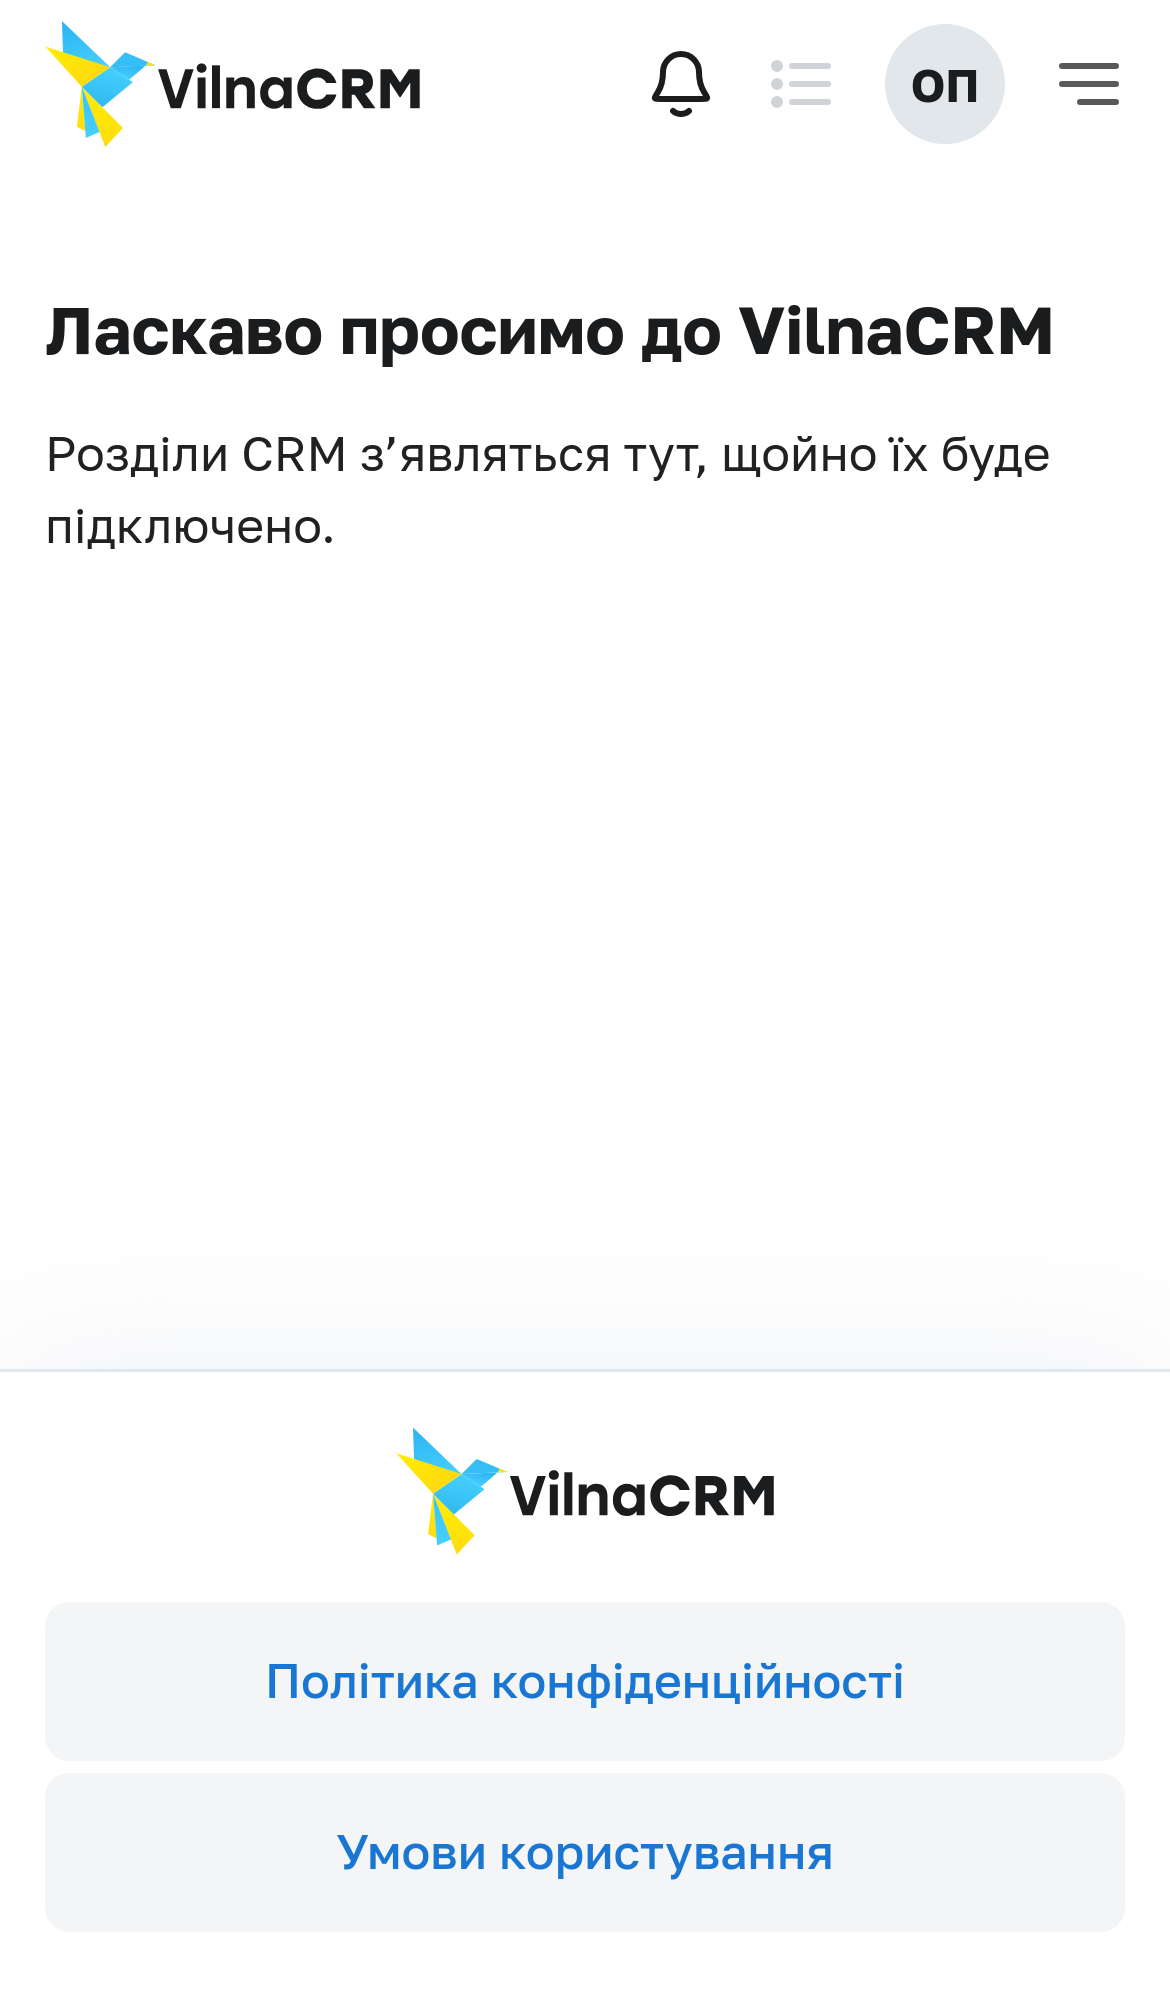 VilnaCRM
ОП
Ласкаво просимо до VilnaCRM
Розділи CRM з’являться тут, щойно їх буде
підключено.
VilnaCRM
Політика конфіденційності
Умови користування